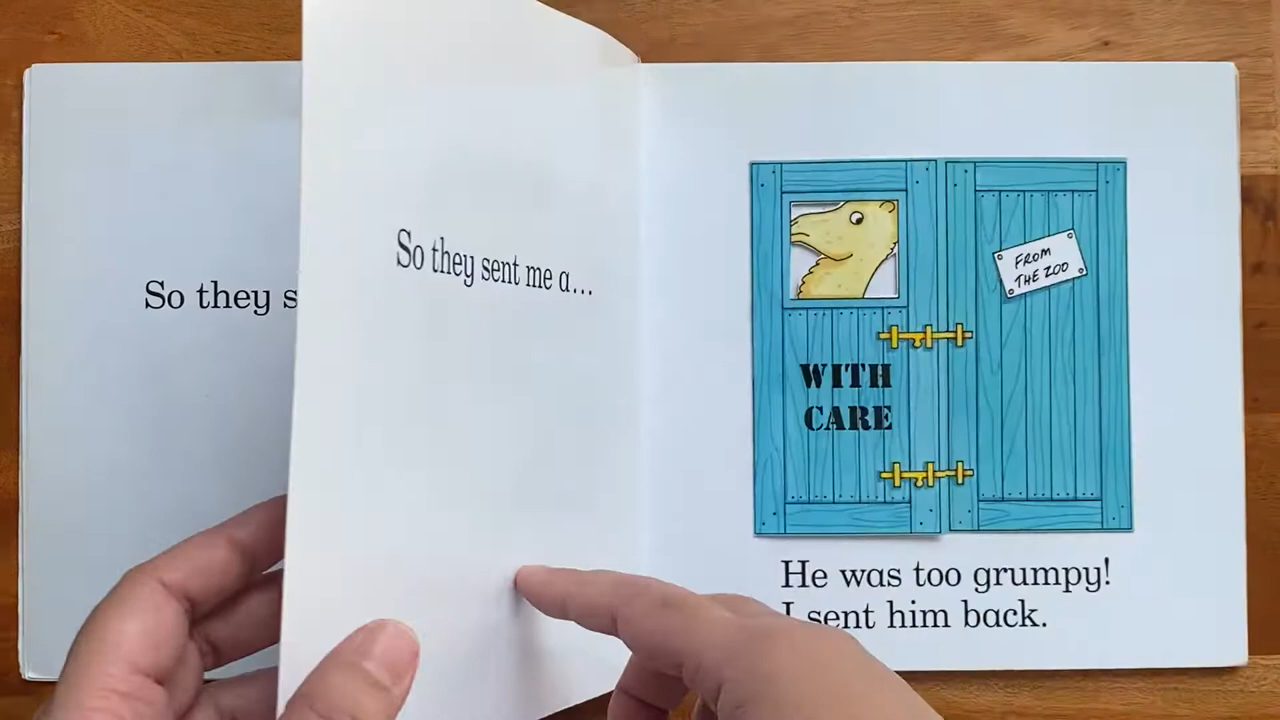 So they s
So they sent me a...
FROM
THE ZOO
WITH
CARE
He was too grumpy!
I sent him back.